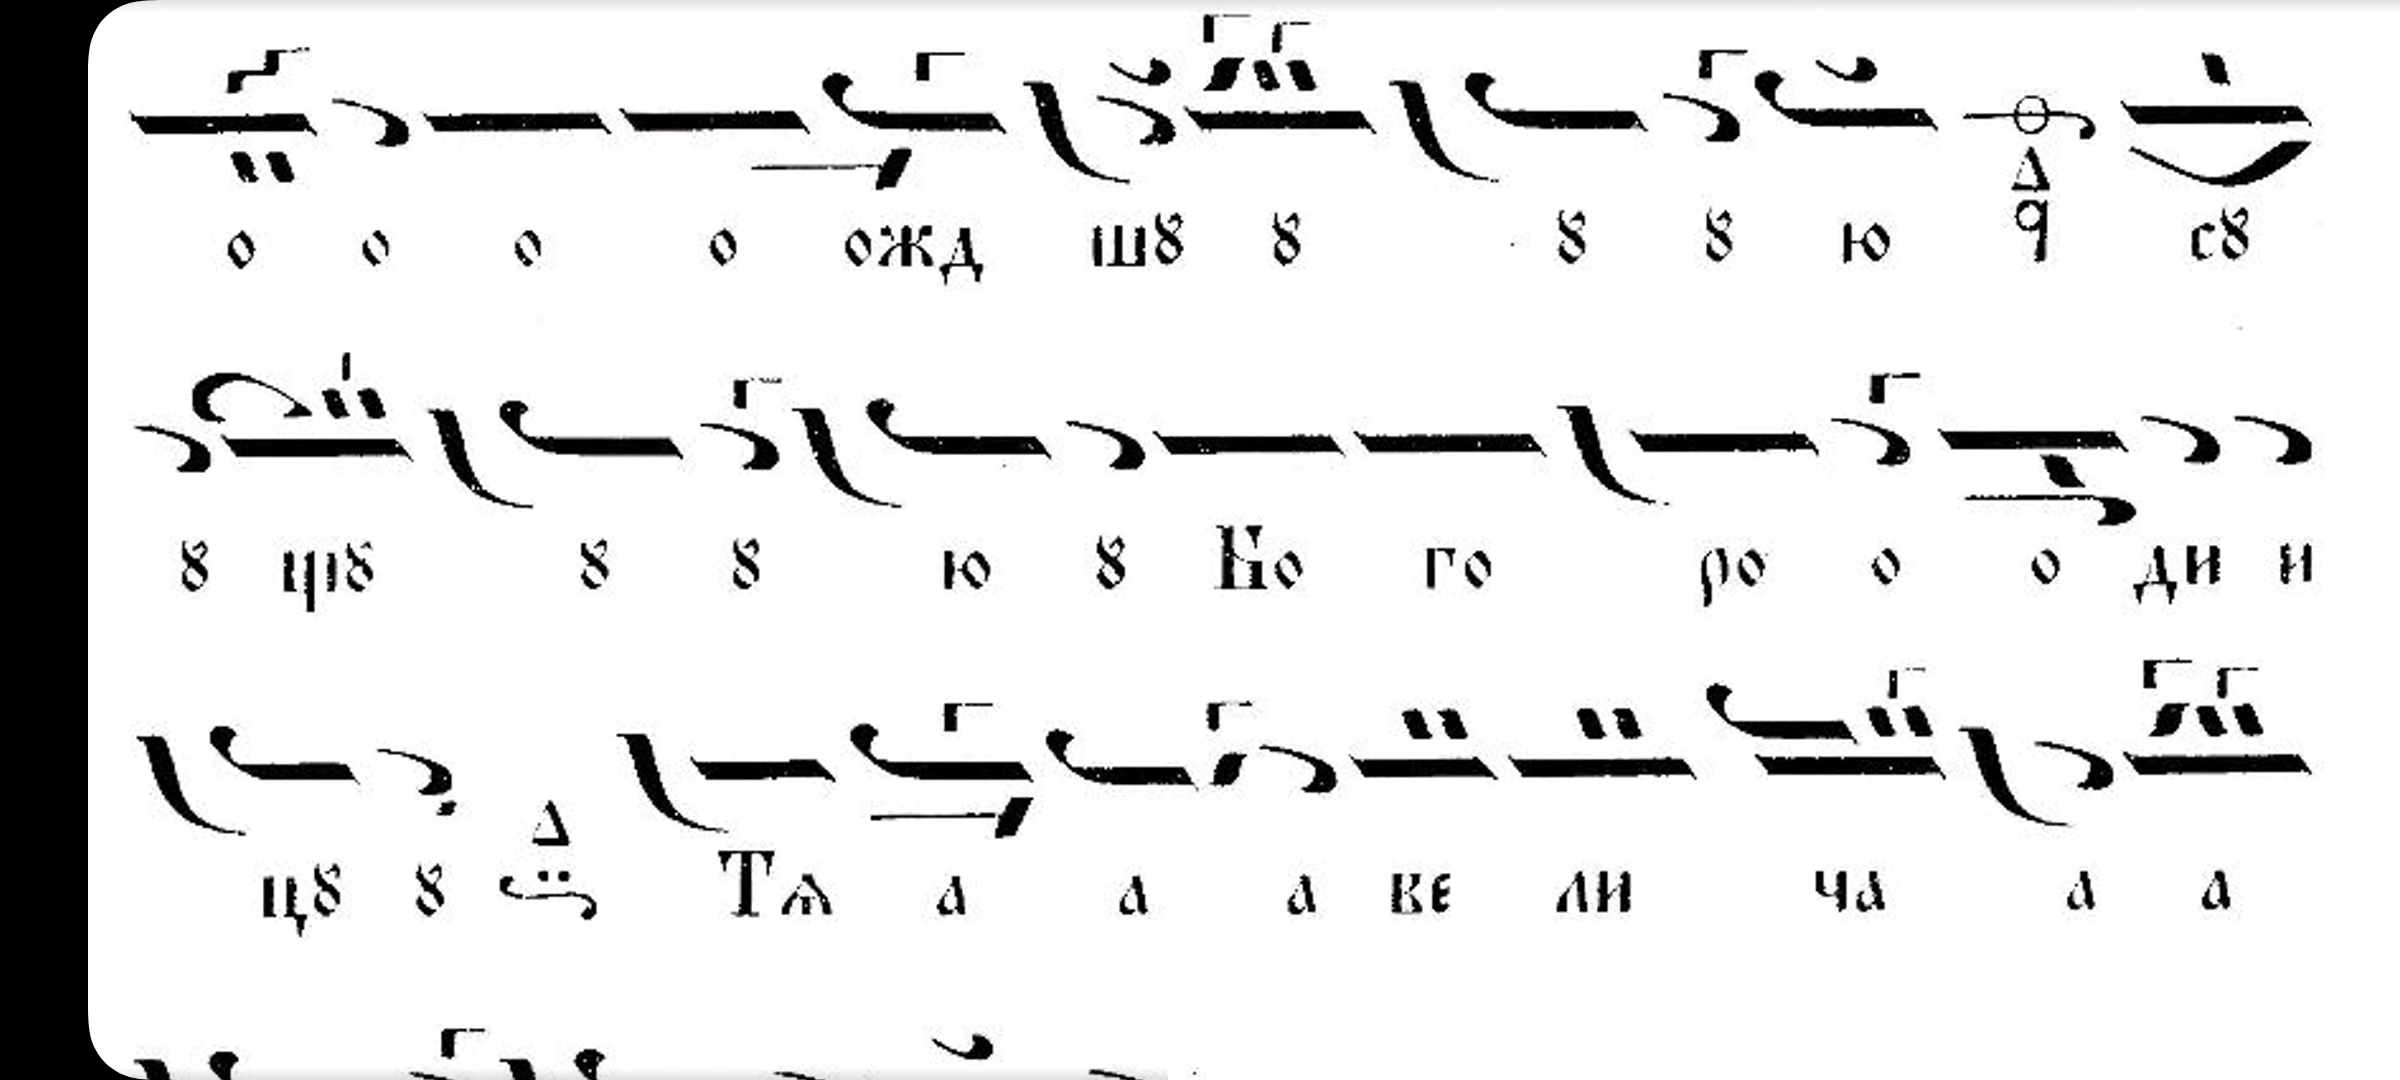 о о о о ожд шꙋ ꙋ ꙋ ꙋ ю Δ q сꙋ
ꙋ щꙋ ꙋ ꙋ ю ꙋ Бо го ро о о ди и
цꙋ ꙋ Δ Тѧ а а а ве ли ча а а